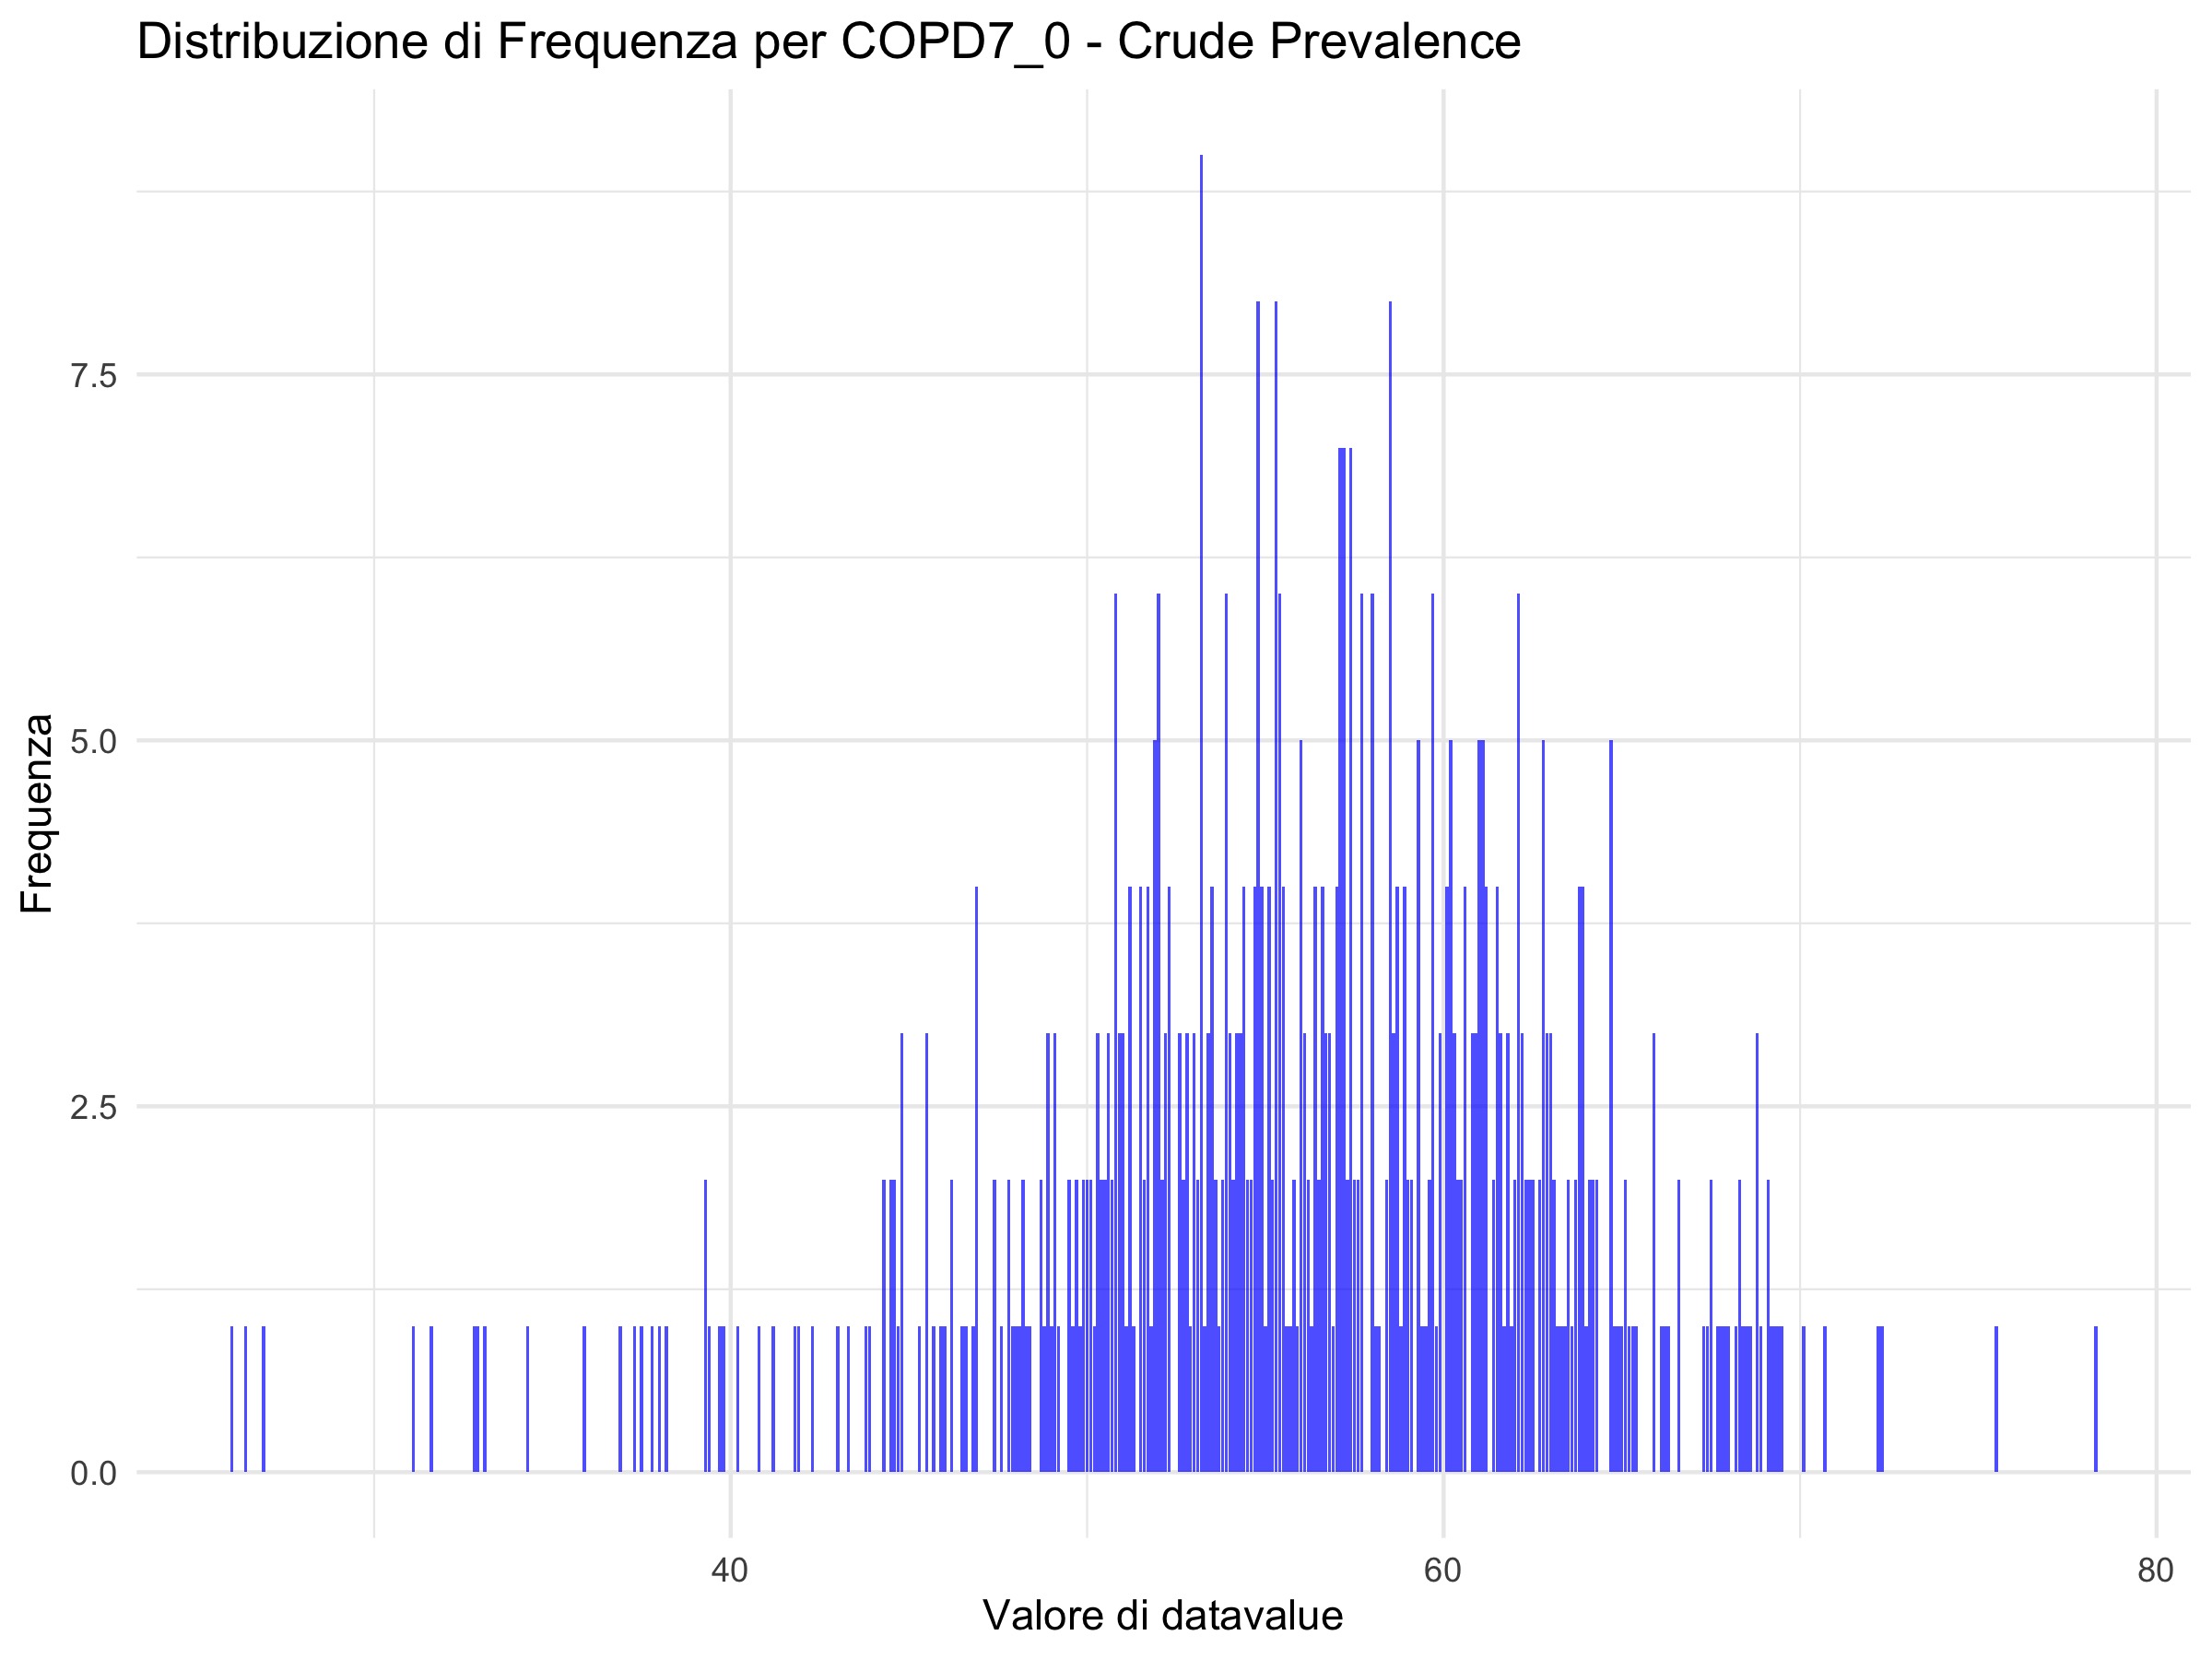 Distribuzione di Frequenza per COPD7_0 - Crude Prevalence
Frequenza
7.5
5.0
2.5
0.0
40
60
80
Valore di datavalue